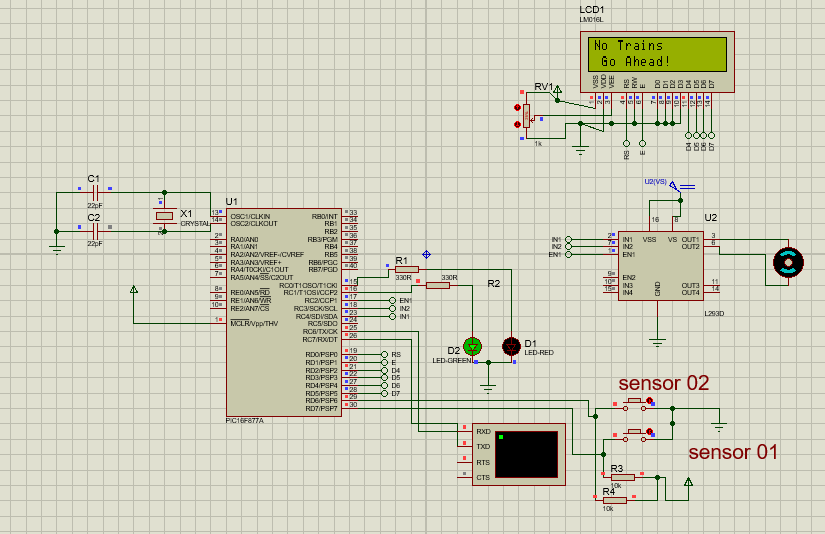 LCD1
LM016L
No Trains
Go Ahead!
VSS VDD VEE RS RW E D0 D1 D2 D3 D4 D5 D6 D7
1 2 3 4 5 6 7 8 9 10 11 12 13 14
RV1
1k
RS E D4 D5 D6 D7
C1
22pF
C2
22pF
X1
CRYSTAL
U1
13 OSC1/CLKIN
14 OSC2/CLKOUT
2 RA0/AN0
3 RA1/AN1
4 RA2/AN2/VREF-/CVREF
5 RA3/AN3/VREF+
6 RA4/T0CKI/C1OUT
7 RA5/AN4/SS/C2OUT
8 RE0/AN5/RD
9 RE1/AN6/WR
10 RE2/AN7/CS
1 MCLR/Vpp/THV
RB0/INT 33
RB1 34
RB2 35
RB3/PGM 36
RB4 37
RB5 38
RB6/PGC 39
RB7/PGD 40
RC0/T1OSO/T1CKI 15
RC1/T1OSI/CCP2 16
RC2/CCP1 17 EN1
RC3/SCK/SCL 18 IN2
RC4/SDI/SDA 23 IN1
RC5/SDO 24
RC6/TX/CK 25
RC7/RX/DT 26
RD0/PSP0 19 RS
RD1/PSP1 20 E
RD2/PSP2 21 D4
RD3/PSP3 22 D5
RD4/PSP4 27 D6
RD5/PSP5 28 D7
RD6/PSP6 29
RD7/PSP7 30
PIC16F877A
R1
330R
330R
R2
D2
LED-GREEN
D1
LED-RED
U2(VS)
U2
16 8
VSS VS
IN1 2 IN1 OUT1 3
IN2 7 IN2 OUT2 6
EN1 1 EN1
9 EN2
10 IN3 OUT3 11
15 IN4 OUT4 14
GND
L293D
sensor 02
sensor 01
R3
10k
R4
10k
RXD
TXD
RTS
CTS